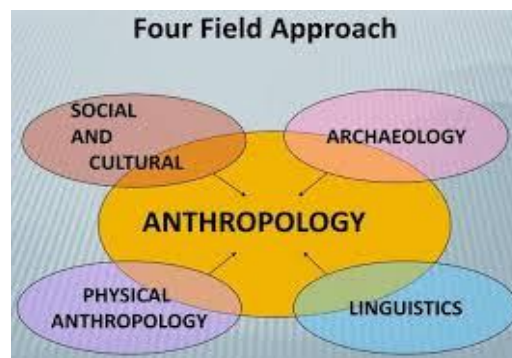 Four Field Approach
SOCIAL
AND
CULTURAL
ARCHAEOLOGY
ANTHROPOLOGY
PHYSICAL
ANTHROPOLOGY
LINGUISTICS